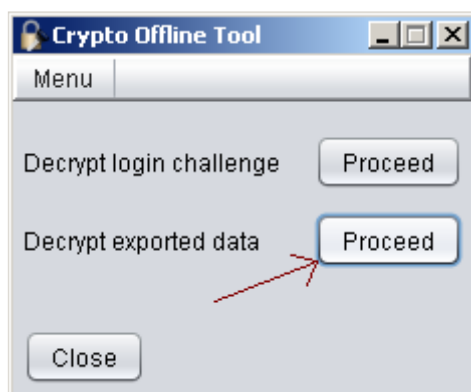 Crypto Offline Tool
Menu
Decrypt login challenge Proceed
Decrypt exported data Proceed
Close